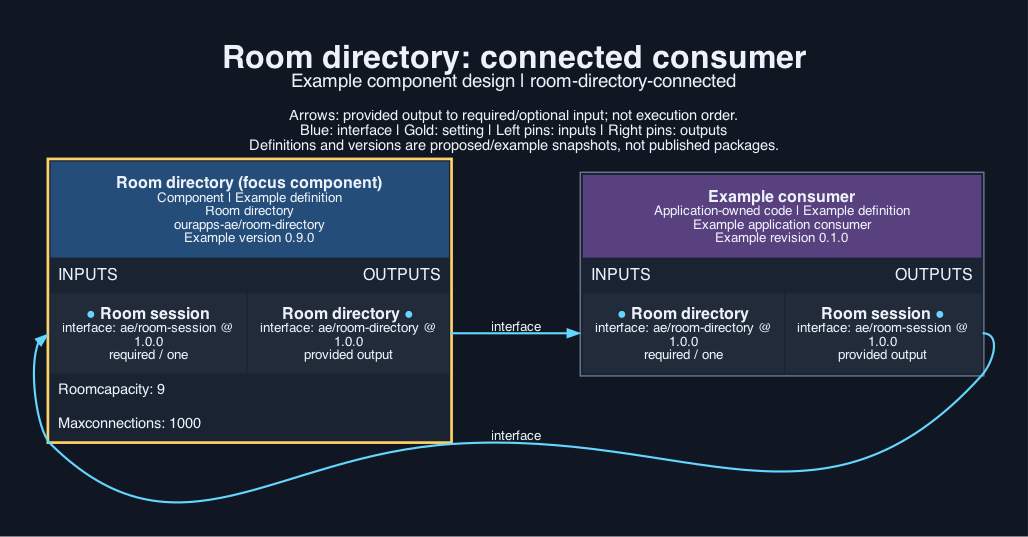 Room directory: connected consumer
Example component design | room-directory-connected
Arrows: provided output to required/optional input; not execution order.
Blue: interface | Gold: setting | Left pins: inputs | Right pins: outputs
Definitions and versions are proposed/example snapshots, not published packages.
Room directory (focus component)
Component | Example definition
Room directory
ourapps-ae/room-directory
Example version 0.9.0
INPUTS
OUTPUTS
Room session
interface: ae/room-session @
1.0.0
required / one
Room directory
interface: ae/room-directory @
1.0.0
provided output
Roomcapacity: 9
Maxconnections: 1000
interface
Example consumer
Application-owned code | Example definition
Example application consumer
Example revision 0.1.0
INPUTS
OUTPUTS
Room directory
interface: ae/room-directory @
1.0.0
required / one
Room session
interface: ae/room-session @
1.0.0
provided output
interface